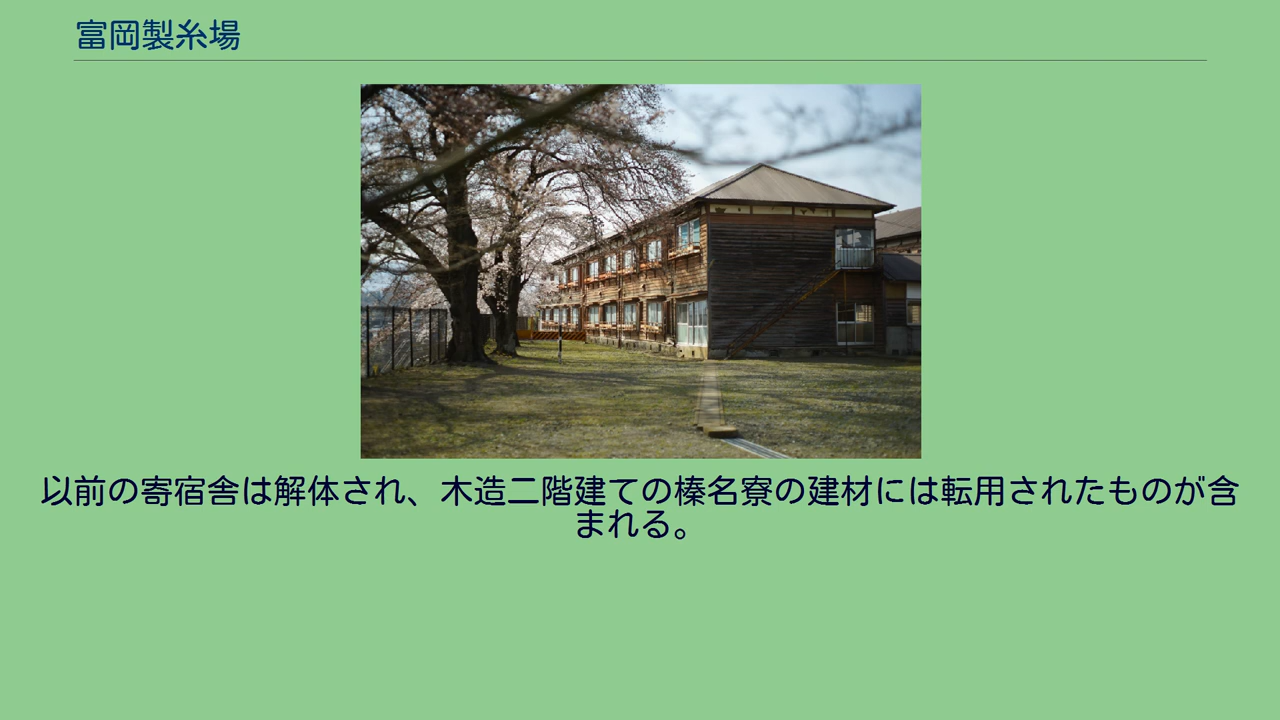 富岡製糸場
以前の寄宿舎は解体され、木造二階建ての榛名寮の建材には転用されたものが含
まれる。